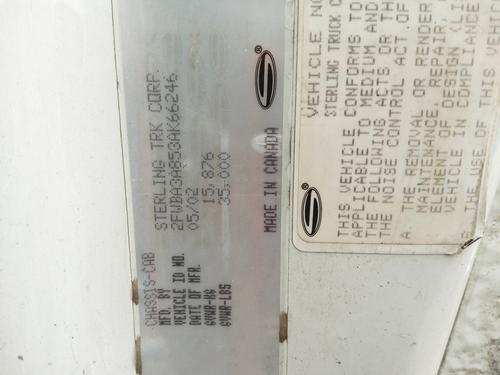 CHASSIS-CAB
MFD. BY STERLING TRK CORP.
VEHICLE ID NO. 2FWBA3A853AK66246
DATE OF MFR. 05/02
GVWR-KG 15,876
GVWR-LBS 35,000
MADE IN CANADA
VEHICLE NO
STERLING TRUCK C
THIS VEHICLE CONFORMS TO
APPLICABLE TO MEDIUM AND
THE FOLLOWING ACTS OR TH
THE NOISE CONTROL ACT OF
A. THE REMOVAL OR RENDER
MAINTENANCE, REPAIR,
ELEMENT OF DESIGN (LI
VEHICLE IN COMPLIANCE
B. THE USE OF THIS VEHI